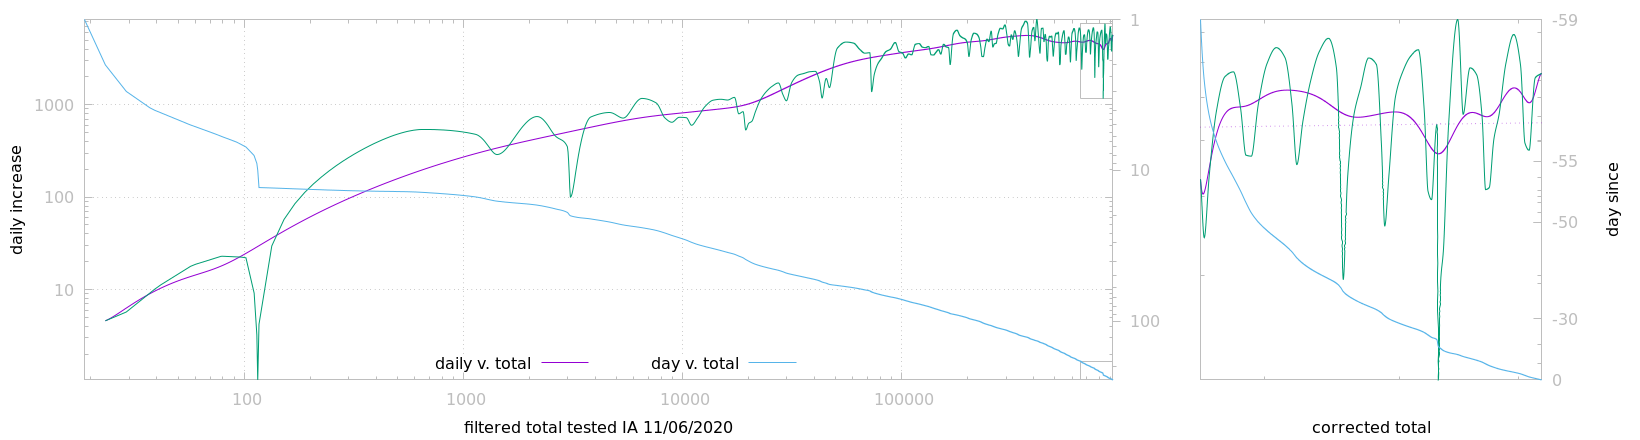 1
-59
1000
daily increase
10
-55
day since
100
-50
10
100
-30
daily v. total
day v. total
0
100
1000
10000
100000
filtered total tested IA 11/06/2020
corrected total